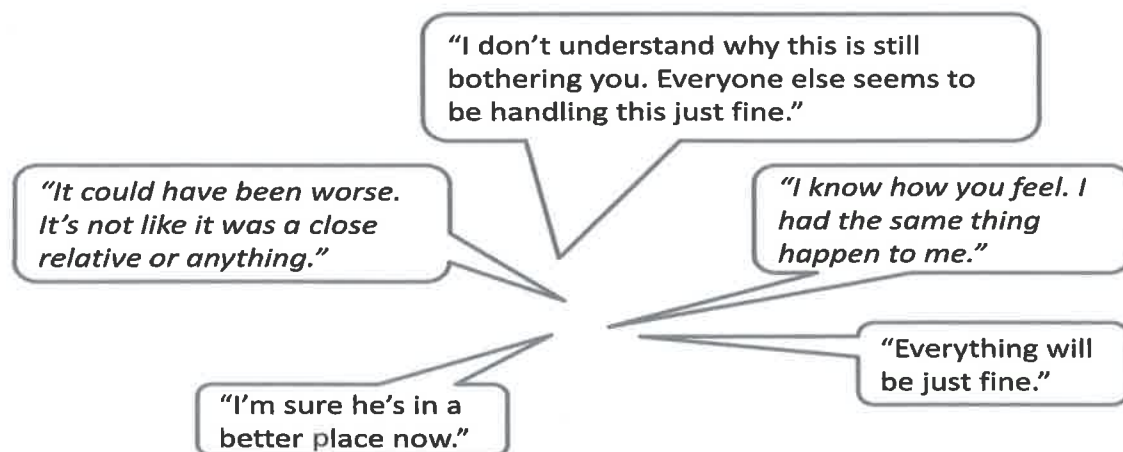 “I don’t understand why this is still
bothering you. Everyone else seems to
be handling this just fine.”
“It could have been worse.
It’s not like it was a close
relative or anything.”
“I know how you feel. I
had the same thing
happen to me.”
“Everything will
be just fine.”
“I’m sure he’s in a
better place now.”